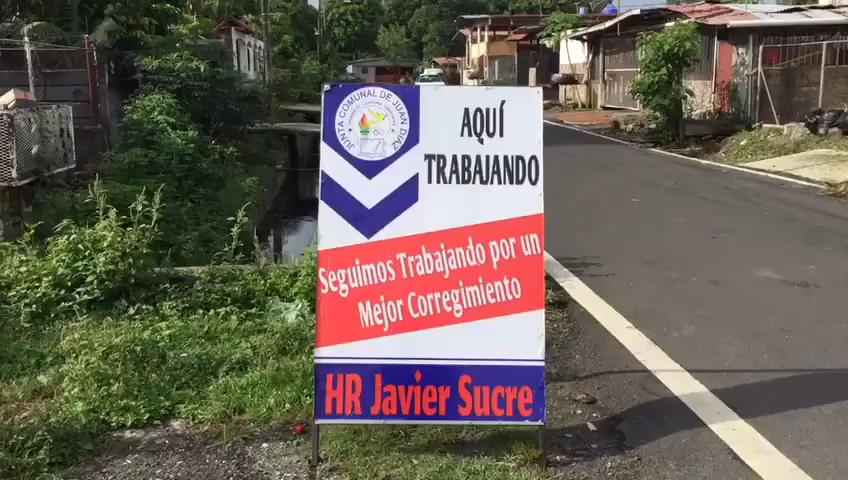 JUNTA COMUNAL DE JUAN DÍAZ
AQUÍ
TRABAJANDO
Seguimos Trabajando por un
Mejor Corregimiento
HR Javier Sucre